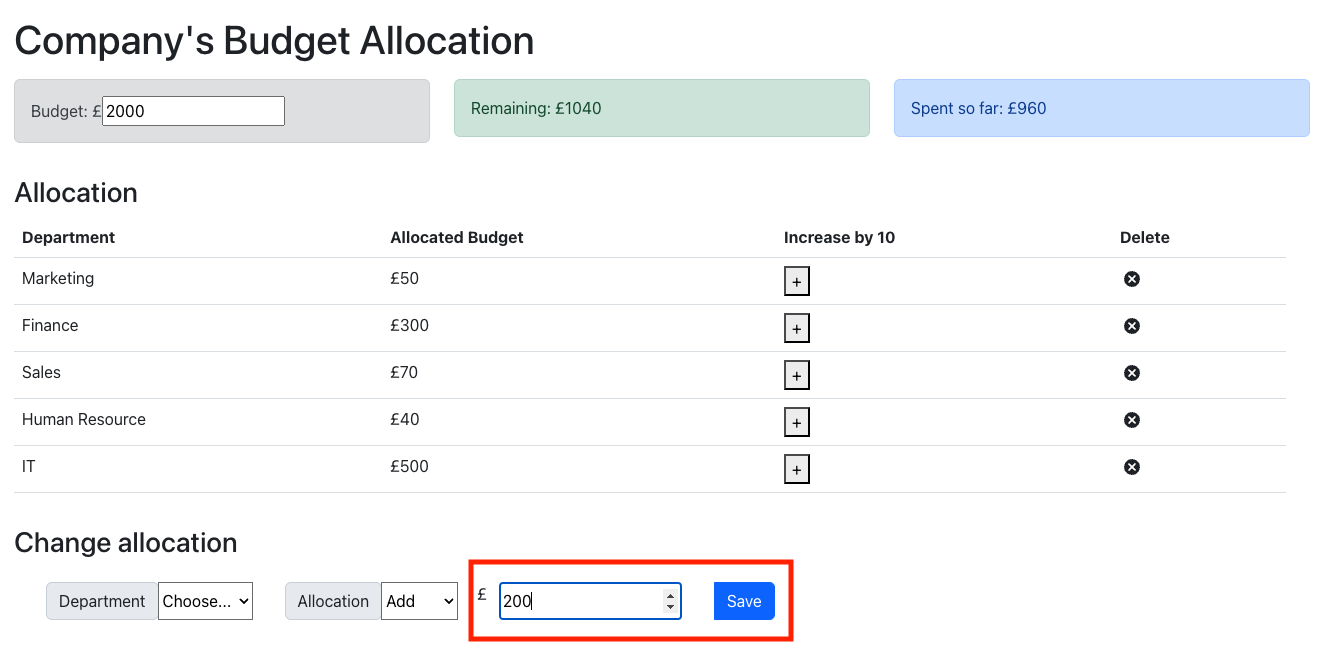 Company's Budget Allocation
Budget: £ 2000 Remaining: £1040 Spent so far: £960
Allocation
Department Allocated Budget Increase by 10 Delete
Marketing £50 +
Finance £300 +
Sales £70 +
Human Resource £40 +
IT £500 +
Change allocation
Department Choose... Allocation Add £ 200 Save